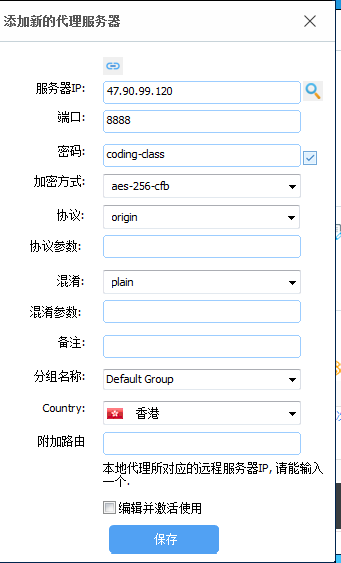 添加新的代理服务器
服务器IP: 47.90.99.120
端口: 8888
密码: coding-class
加密方式: aes-256-cfb
协议: origin
协议参数:
混淆: plain
混淆参数:
备注:
分组名称: Default Group
Country: 香港
附加路由
本地代理所对应的远程服务器IP, 请能输入
一个.
编辑并激活使用
保存